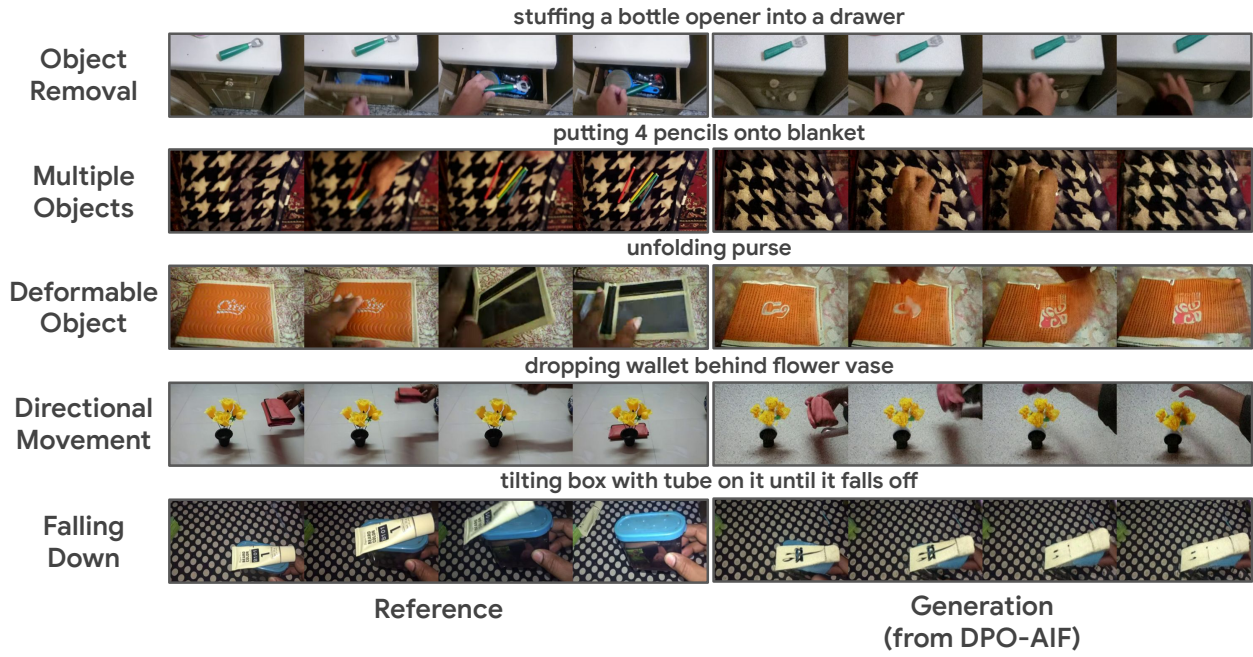 stuffing a bottle opener into a drawer
Object
Removal
putting 4 pencils onto blanket
Multiple
Objects
unfolding purse
Deformable
Object
dropping wallet behind flower vase
Directional
Movement
tilting box with tube on it until it falls off
Falling
Down
Reference
Generation
(from DPO-AIF)